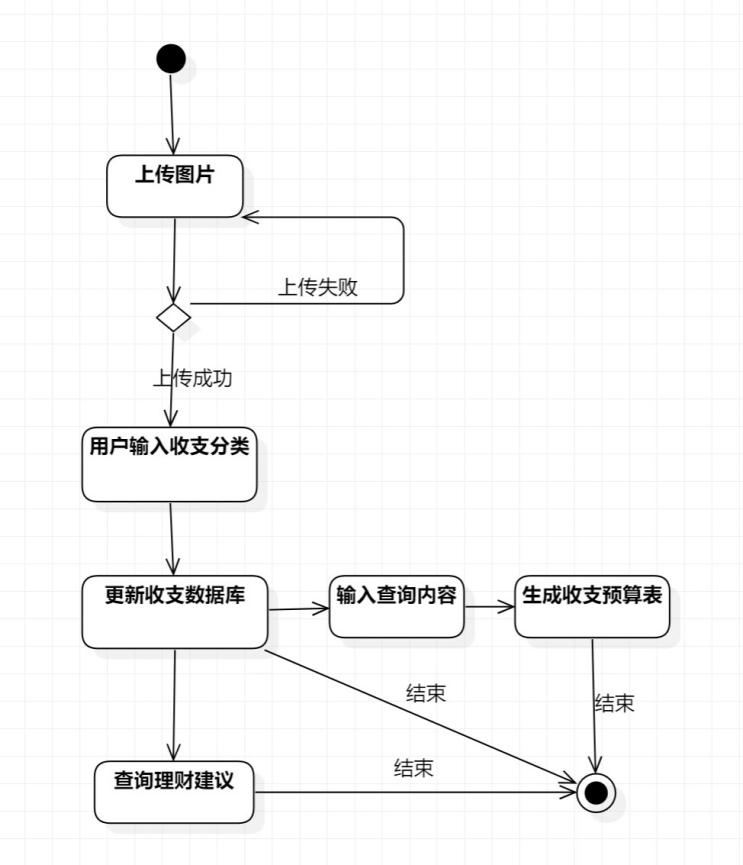 上传图片
上传失败
上传成功
用户输入收支分类
更新收支数据库
输入查询内容
生成收支预算表
结束
结束
结束
查询理财建议